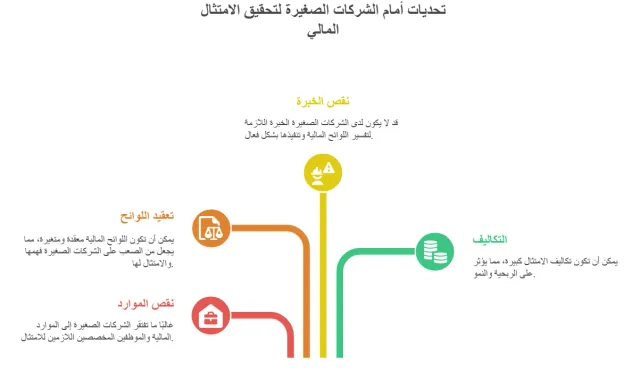 تحديات أمام الشركات الصغيرة لتحقيق الامتثال
المالي
نقص الخبرة
قد لا يكون لدى الشركات الصغيرة الخبرة اللازمة
لتفسير اللوائح المالية وتنفيذها بشكل فعال.
تعقيد اللوائح
يمكن أن تكون اللوائح المالية معقدة ومتغيرة، مما
يجعل من الصعب على الشركات الصغيرة فهمها
والامتثال لها.
التكاليف
يمكن أن تكون تكاليف الامتثال كبيرة، مما يؤثر
على الربحية والنمو.
نقص الموارد
غالبًا ما تفتقر الشركات الصغيرة إلى الموارد
المالية والموظفين المخصصين اللازمين للامتثال.